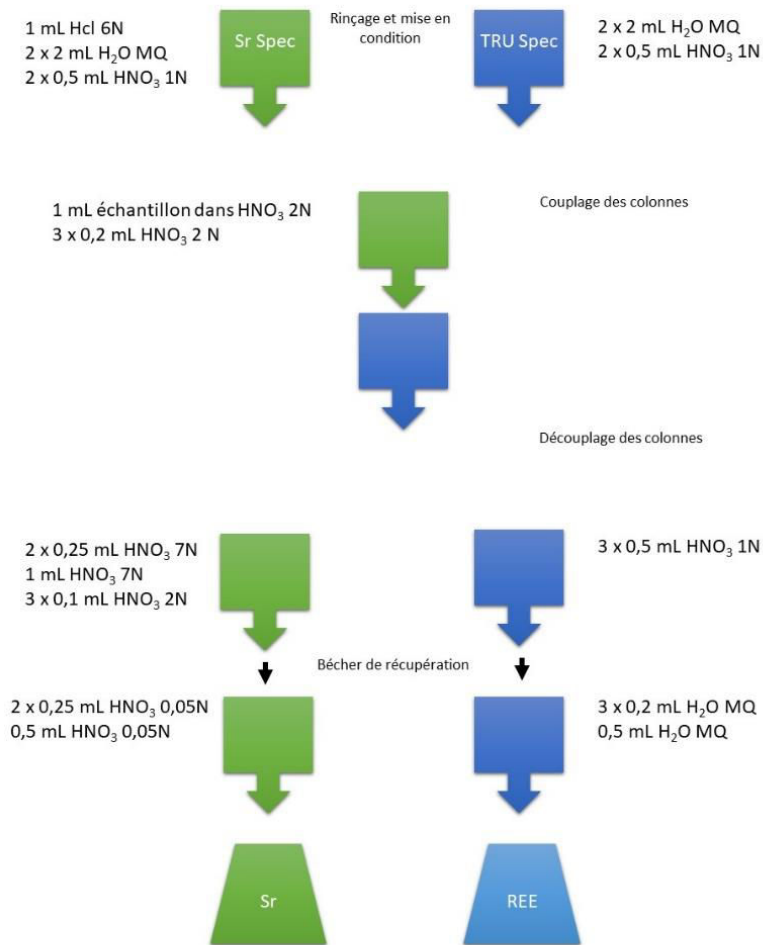 1 mL Hcl 6N
2 x 2 mL H₂O MQ
2 x 0,5 mL HNO₃ 1N
Sr Spec
Rinçage et mise en
condition
TRU Spec
2 x 2 mL H₂O MQ
2 x 0,5 mL HNO₃ 1N
1 mL échantillon dans HNO₃ 2N
3 x 0,2 mL HNO₃ 2 N
Couplage des colonnes
Découplage des colonnes
2 x 0,25 mL HNO₃ 7N
1 mL HNO₃ 7N
3 x 0,1 mL HNO₃ 2N
3 x 0,5 mL HNO₃ 1N
Bécher de récupération
2 x 0,25 mL HNO₃ 0,05N
0,5 mL HNO₃ 0,05N
3 x 0,2 mL H₂O MQ
0,5 mL H₂O MQ
Sr
REE